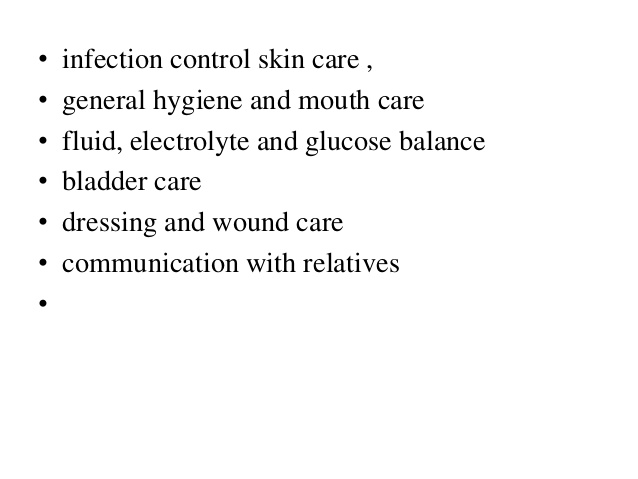 • infection control skin care ,
• general hygiene and mouth care
• fluid, electrolyte and glucose balance
• bladder care
• dressing and wound care
• communication with relatives
•